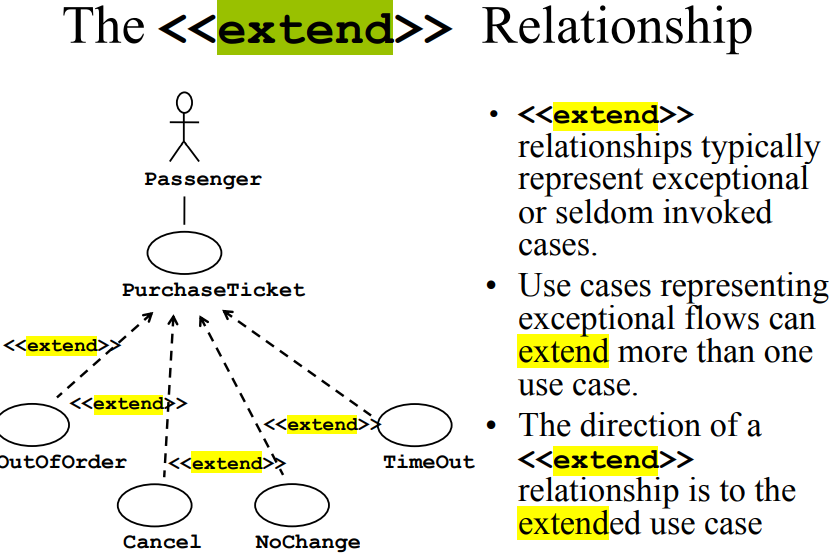 The <<extend>> Relationship
Passenger
PurchaseTicket
<<extend>>
<<extend>>
<<extend>>
<<extend>>
OutOfOrder
TimeOut
Cancel
NoChange
• <<extend>>
relationships typically
represent exceptional
or seldom invoked
cases.
• Use cases representing
exceptional flows can
extend more than one
use case.
• The direction of a
<<extend>>
relationship is to the
extended use case